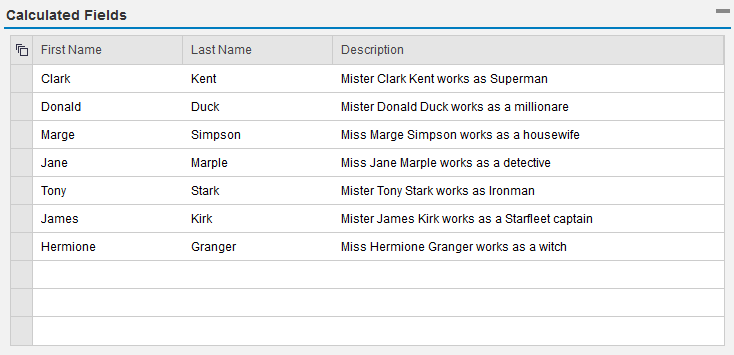 Calculated Fields
First Name Last Name Description
Clark Kent Mister Clark Kent works as Superman
Donald Duck Mister Donald Duck works as a millionare
Marge Simpson Miss Marge Simpson works as a housewife
Jane Marple Miss Jane Marple works as a detective
Tony Stark Mister Tony Stark works as Ironman
James Kirk Mister James Kirk works as a Starfleet captain
Hermione Granger Miss Hermione Granger works as a witch